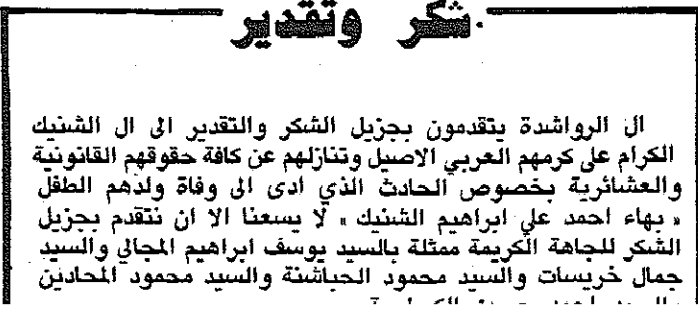 شكر وتقدير
ال الرواشدة يتقدمون بجزيل الشكر والتقدير الى ال الشنيك
الكرام على كرمهم العربي الاصيل وتنازلهم عن كافة حقوقهم القانونية
والعشائرية بخصوص الحادث الذي ادى الى وفاة ولدهم الطفل
« بهاء احمد علي ابراهيم الشنيك » لا يسعنا الا ان نتقدم بجزيل
الشكر للجاهة الكريمة ممثلة بالسيد يوسف ابراهيم المجالي والسيد
جمال خريسات والسيد محمود الحباشنة والسيد محمود المحادين